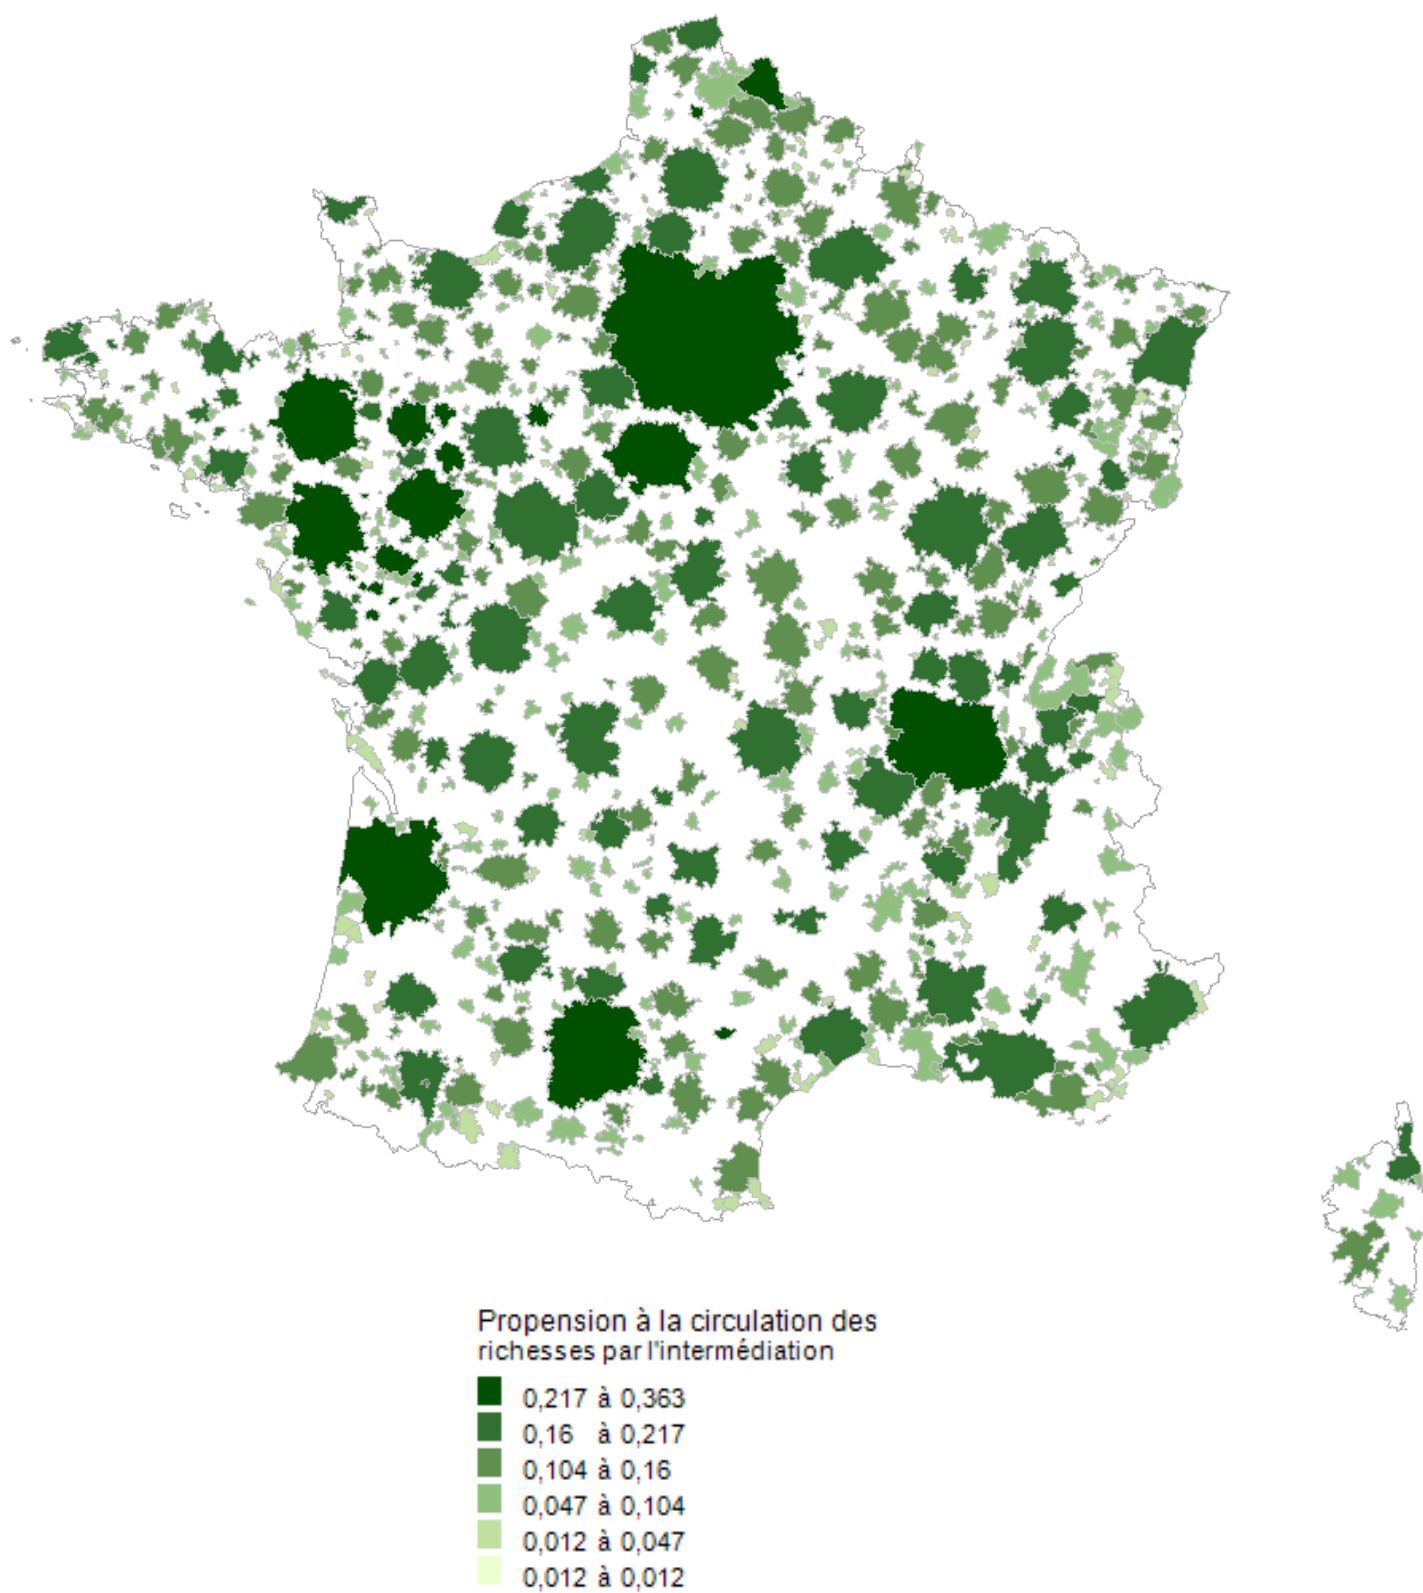 Propension à la circulation des
richesses par l'intermédiation
0,217 à 0,363
0,16 à 0,217
0,104 à 0,16
0,047 à 0,104
0,012 à 0,047
0,012 à 0,012